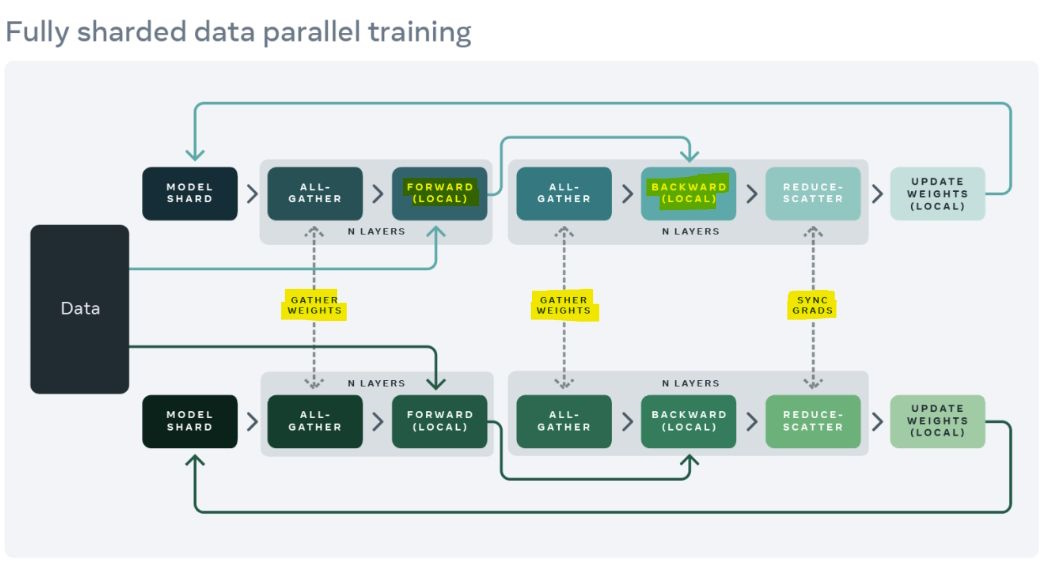 Fully sharded data parallel training
MODEL
SHARD
ALL-
GATHER
FORWARD
(LOCAL)
N LAYERS
ALL-
GATHER
BACKWARD
(LOCAL)
REDUCE-
SCATTER
N LAYERS
UPDATE
WEIGHTS
(LOCAL)
Data
GATHER
WEIGHTS
GATHER
WEIGHTS
SYNC
GRADS
MODEL
SHARD
N LAYERS
ALL-
GATHER
FORWARD
(LOCAL)
N LAYERS
ALL-
GATHER
BACKWARD
(LOCAL)
REDUCE-
SCATTER
UPDATE
WEIGHTS
(LOCAL)